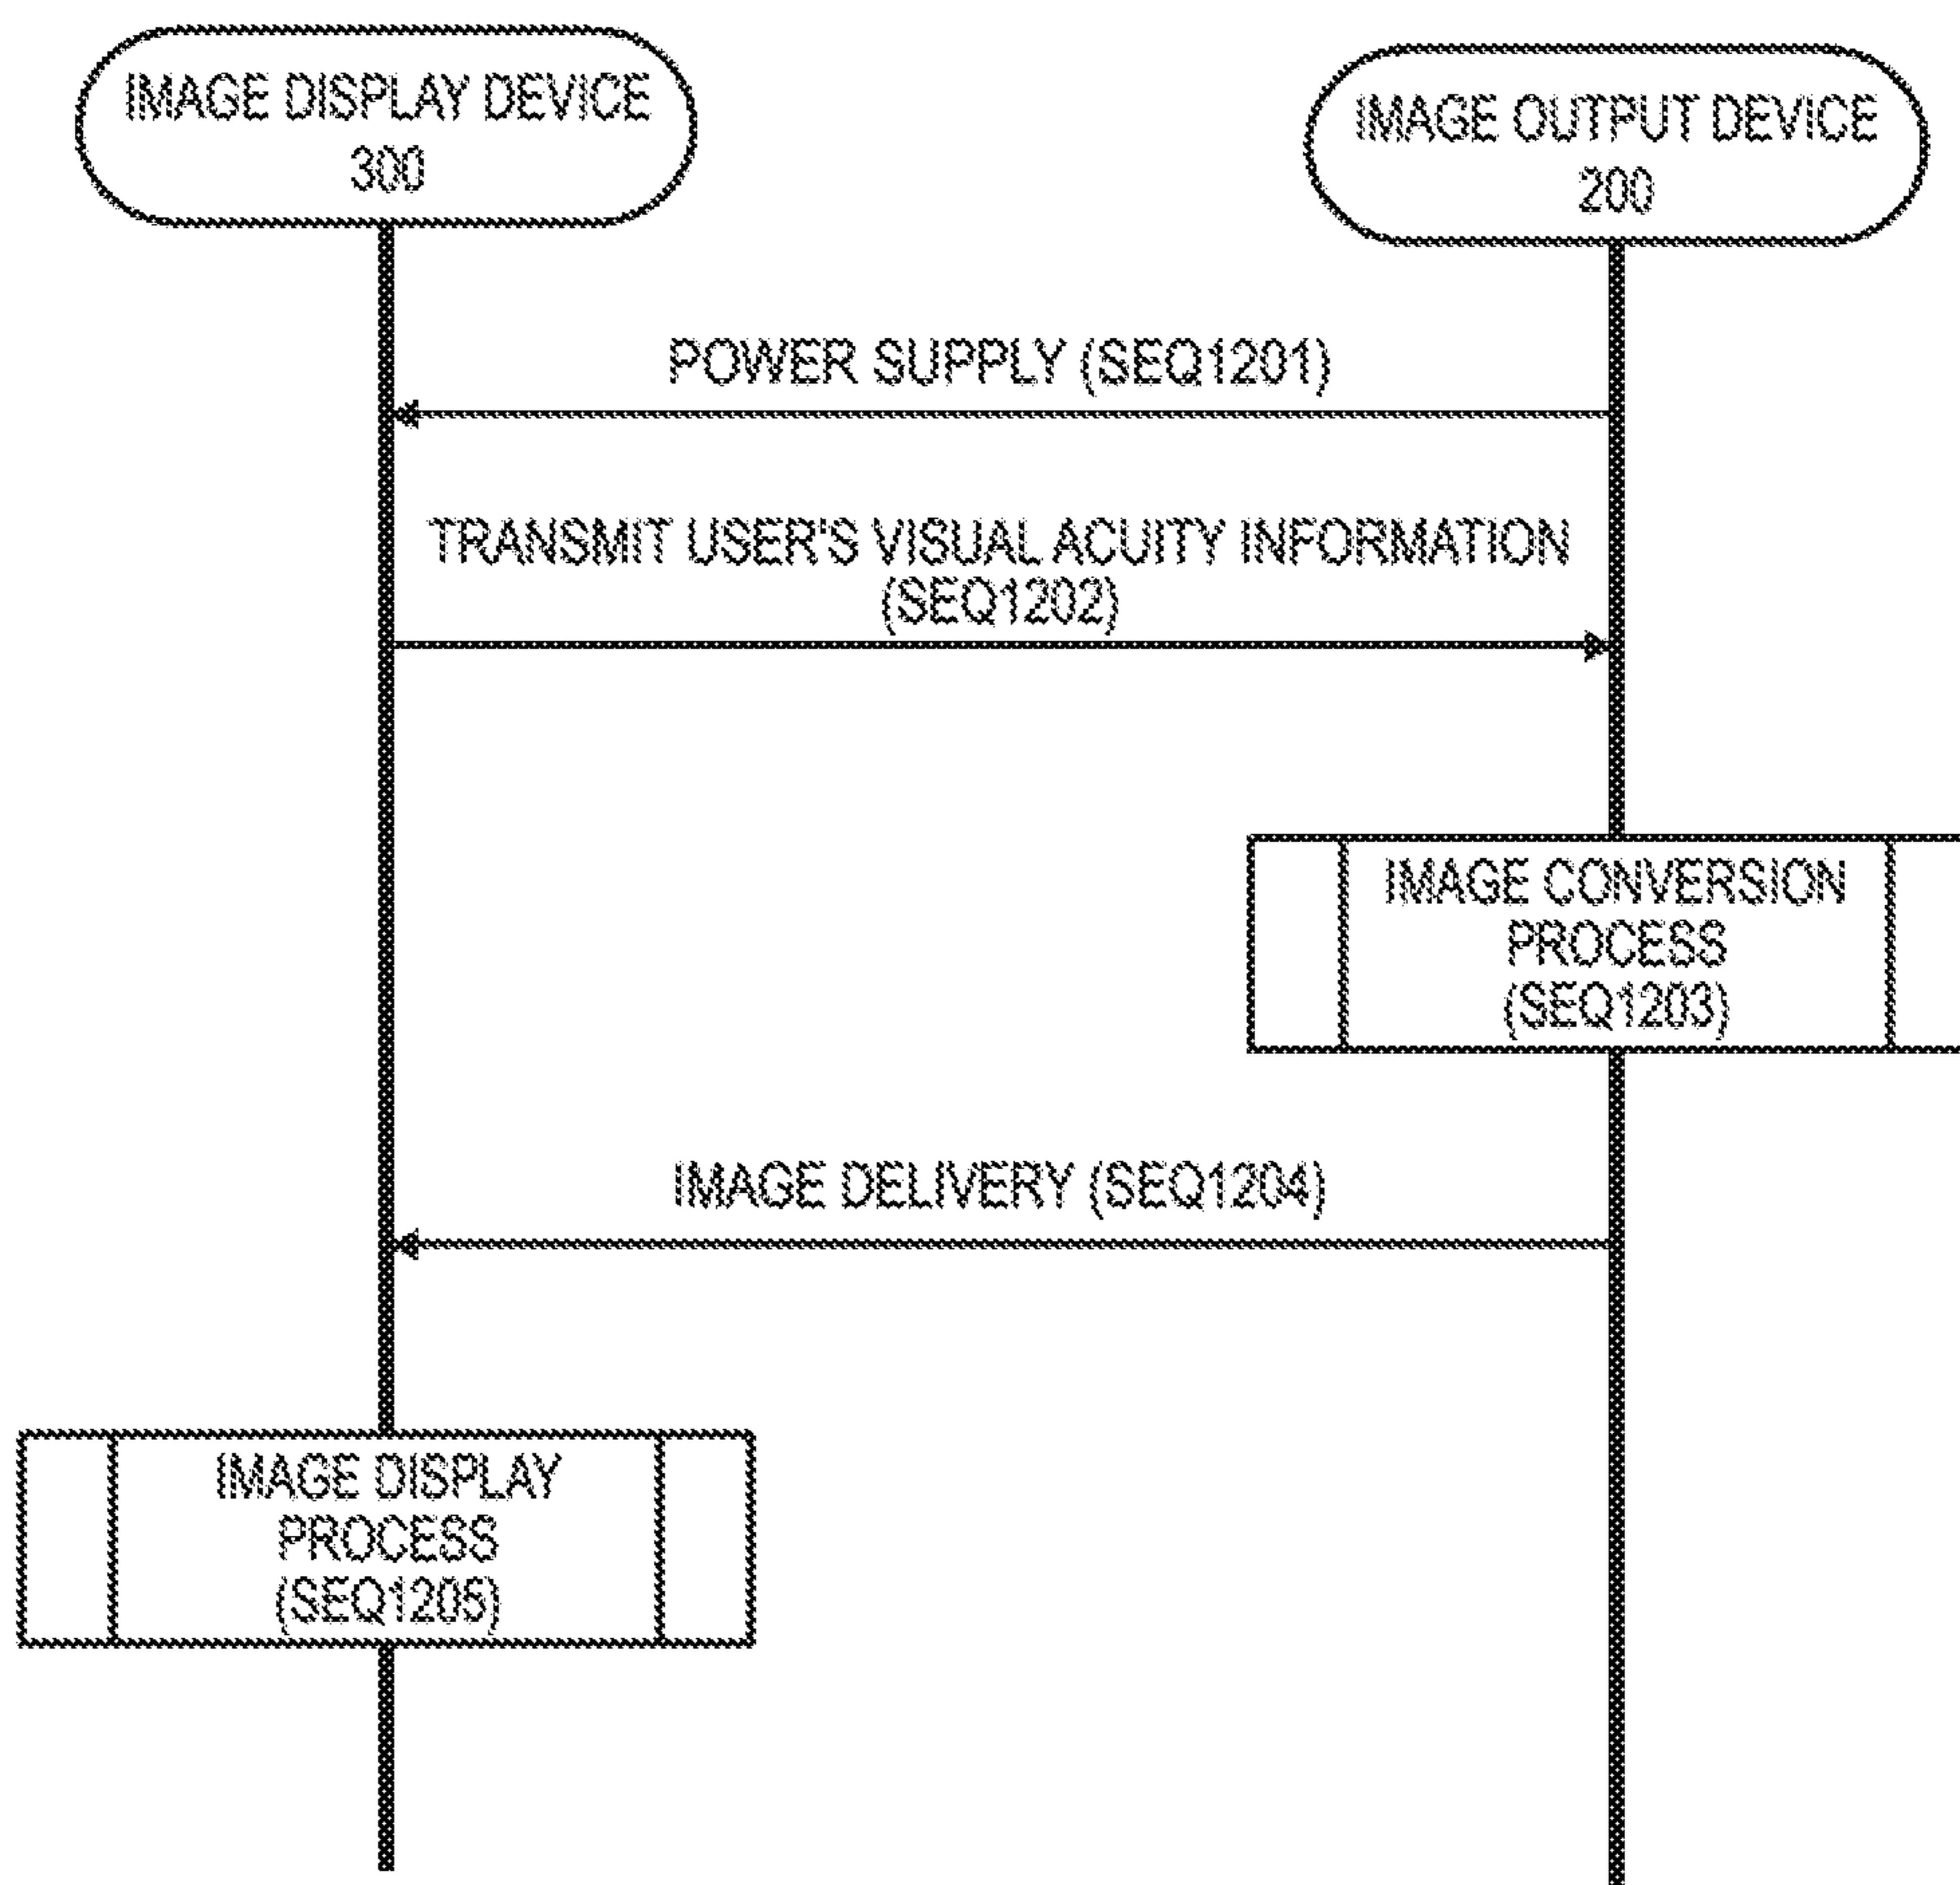 IMAGE DISPLAY DEVICE
300
IMAGE OUTPUT DEVICE
200
POWER SUPPLY (SEQ1201)
TRANSMIT USER'S VISUAL ACUITY INFORMATION
(SEQ1202)
IMAGE CONVERSION
PROCESS
(SEQ1203)
IMAGE DELIVERY (SEQ1204)
IMAGE DISPLAY
PROCESS
(SEQ1205)